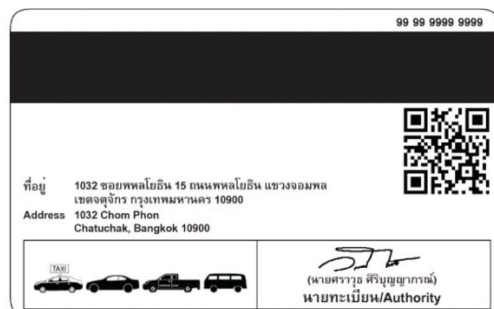 99 99 9999 9999
ที่อยู่ 1032 ซอยพหลโยธิน 15 ถนนพหลโยธิน แขวงจอมพล
เขตจตุจักร กรุงเทพมหานคร 10900
Address 1032 Chom Phon
Chatuchak, Bangkok 10900
TAXI
(นายศราวุธ ศิริบุญญาภรณ์)
นายทะเบียน/Authority